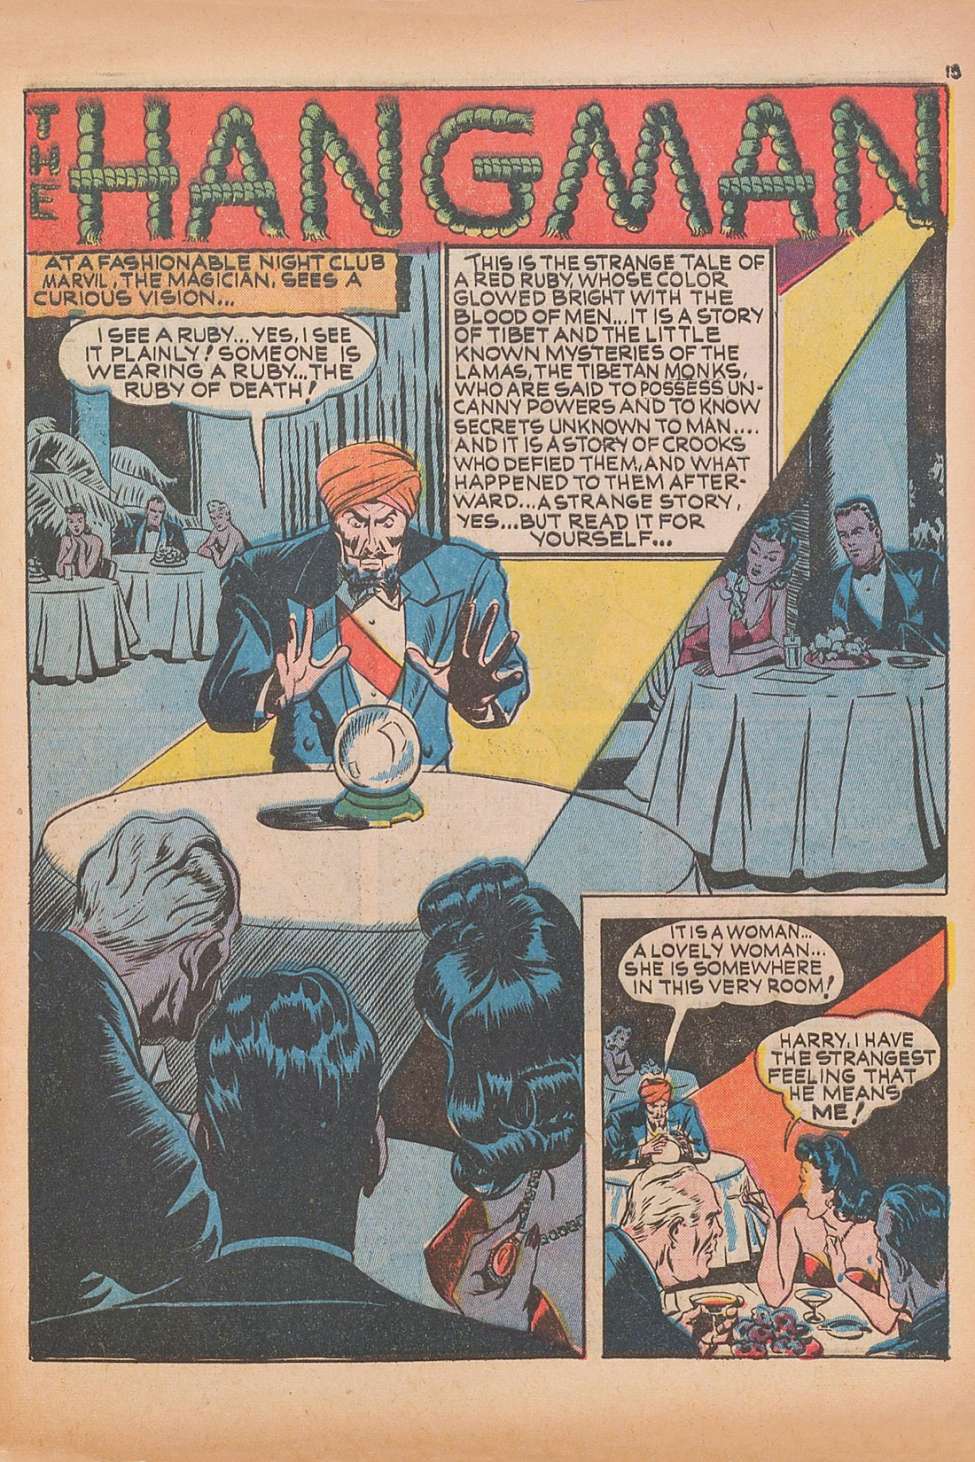 15
THE HANGMAN
AT A FASHIONABLE NIGHT CLUB
MARVIL, THE MAGICIAN, SEES A
CURIOUS VISION...
THIS IS THE STRANGE TALE OF
A RED RUBY, WHOSE COLOR
GLOWED BRIGHT WITH THE
BLOOD OF MEN...IT IS A STORY
OF TIBET AND THE LITTLE
KNOWN MYSTERIES OF THE
LAMAS, THE TIBETAN MONKS,
WHO ARE SAID TO POSSESS UN-
CANNY POWERS AND TO KNOW
SECRETS UNKNOWN TO MAN....
AND IT IS A STORY OF CROOKS
WHO DEFIED THEM, AND WHAT
HAPPENED TO THEM AFTER-
WARD...A STRANGE STORY,
YES...BUT READ IT FOR
YOURSELF...
I SEE A RUBY...YES, I SEE
IT PLAINLY! SOMEONE IS
WEARING A RUBY...THE
RUBY OF DEATH!
IT IS A WOMAN...
A LOVELY WOMAN...
SHE IS SOMEWHERE
IN THIS VERY ROOM!
HARRY, I HAVE
THE STRANGEST
FEELING THAT
HE MEANS
ME!